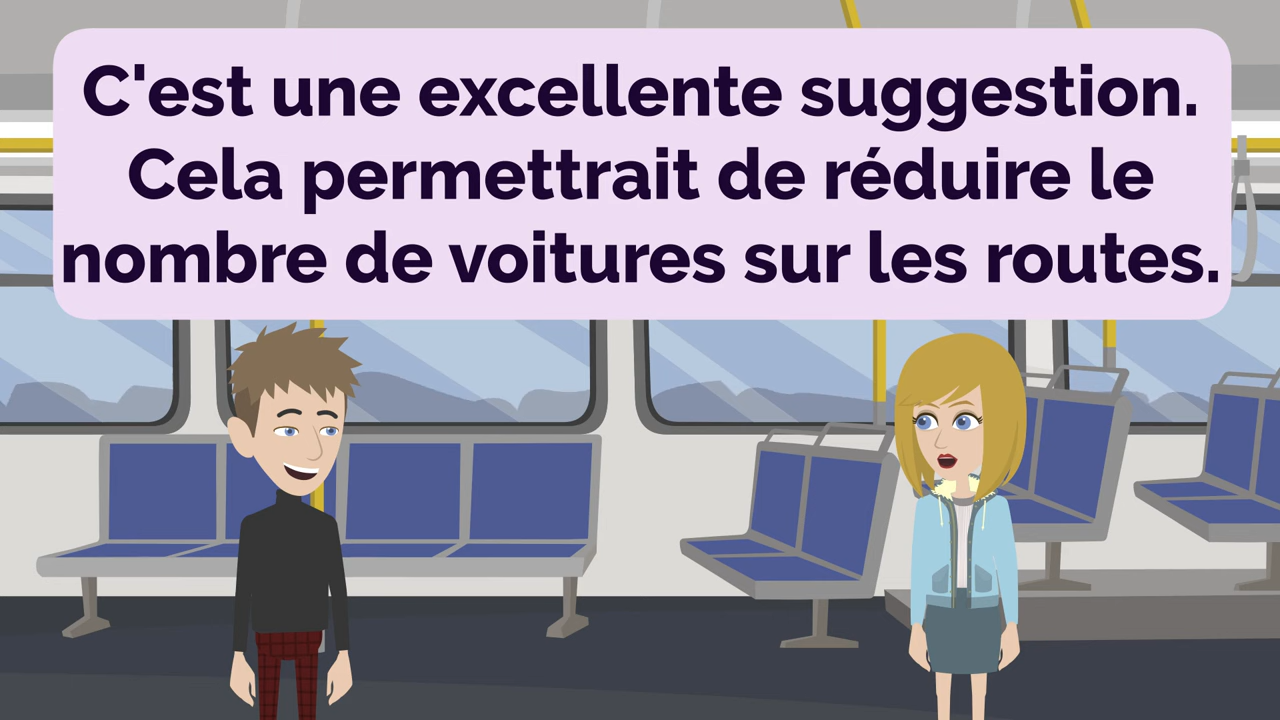 C'est une excellente suggestion.
Cela permettrait de réduire le
nombre de voitures sur les routes.